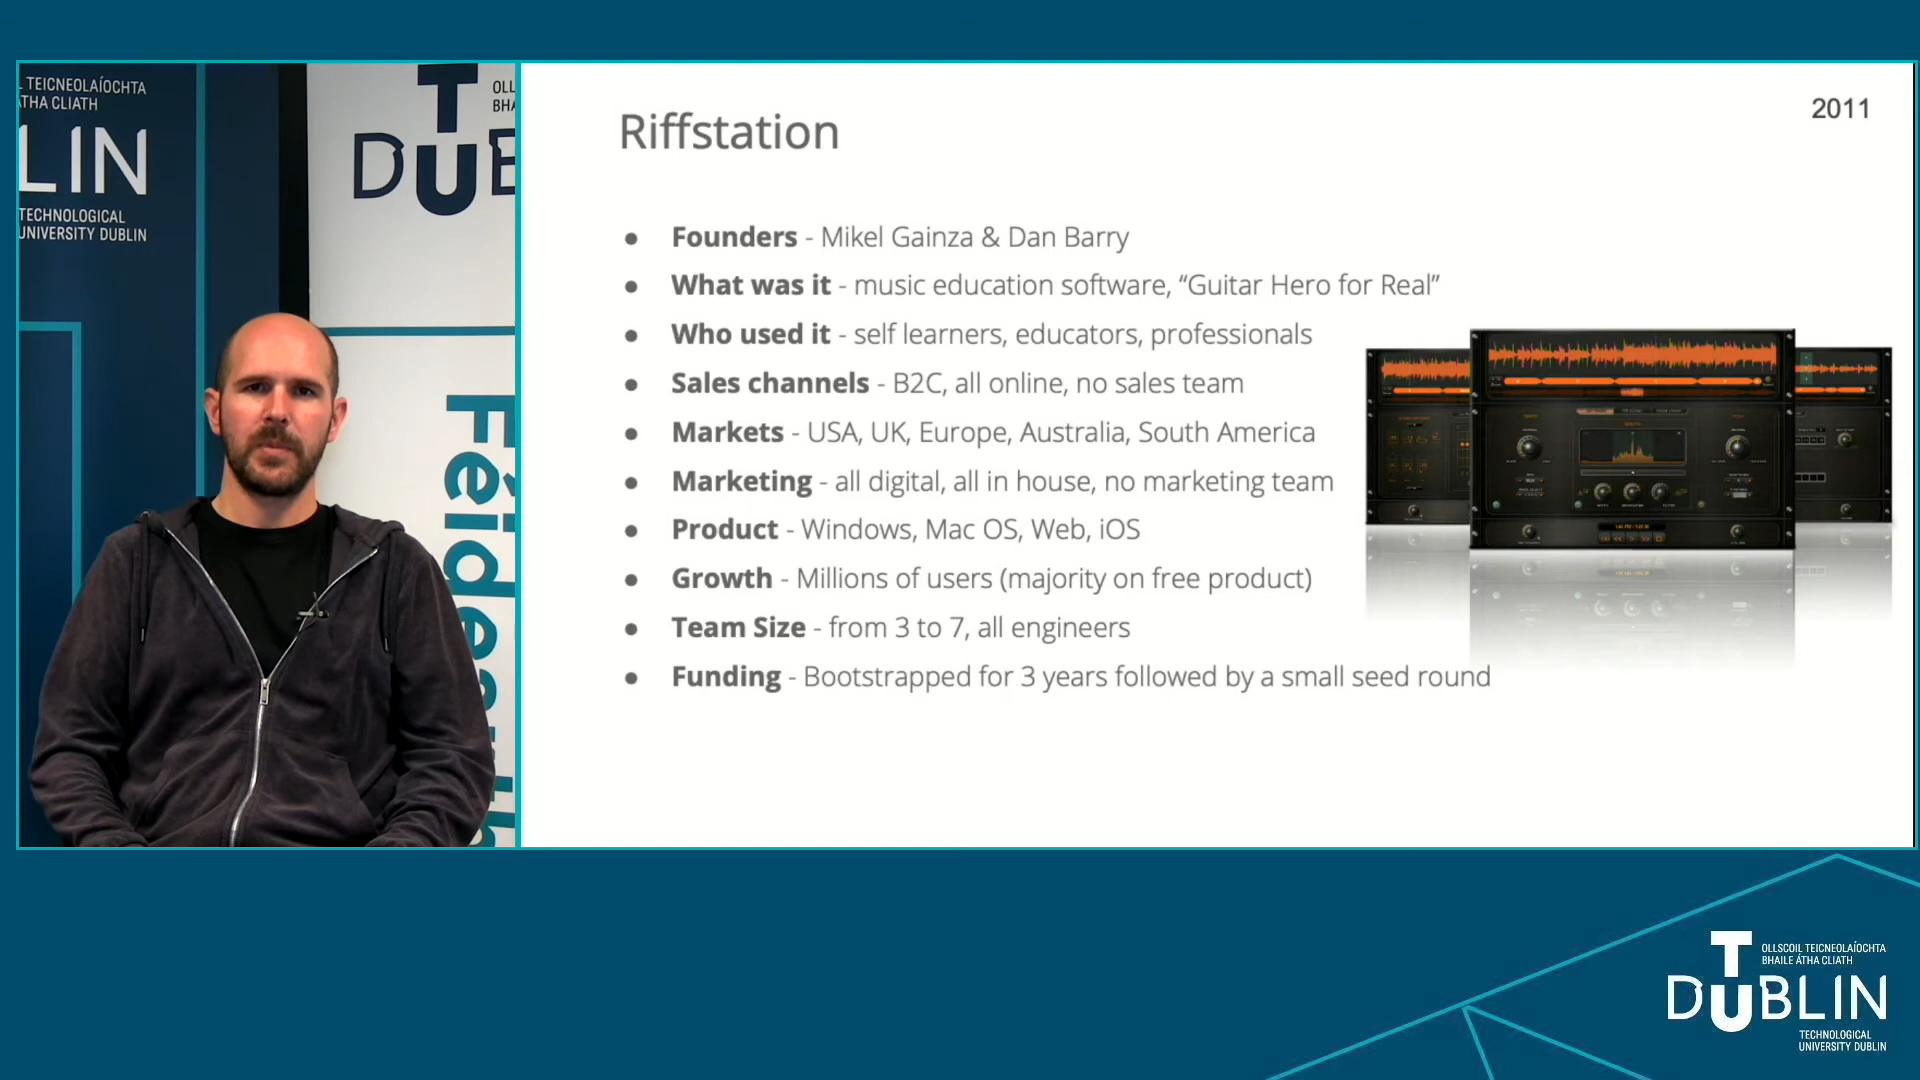 TEICNEOLAÍOCHTA
THA CLIATH
LIN
TECHNOLOGICAL
UNIVERSITY DUBLIN
OLL
BHA
TU
DUB
Riffstation
2011
● Founders - Mikel Gainza & Dan Barry
● What was it - music education software, “Guitar Hero for Real”
● Who used it - self learners, educators, professionals
● Sales channels - B2C, all online, no sales team
● Markets - USA, UK, Europe, Australia, South America
● Marketing - all digital, all in house, no marketing team
● Product - Windows, Mac OS, Web, iOS
● Growth - Millions of users (majority on free product)
● Team Size - from 3 to 7, all engineers
● Funding - Bootstrapped for 3 years followed by a small seed round
OLLSCOIL TEICNEOLAÍOCHTA
BHAILE ÁTHA CLIATH
TU
DUBLIN
TECHNOLOGICAL
UNIVERSITY DUBLIN